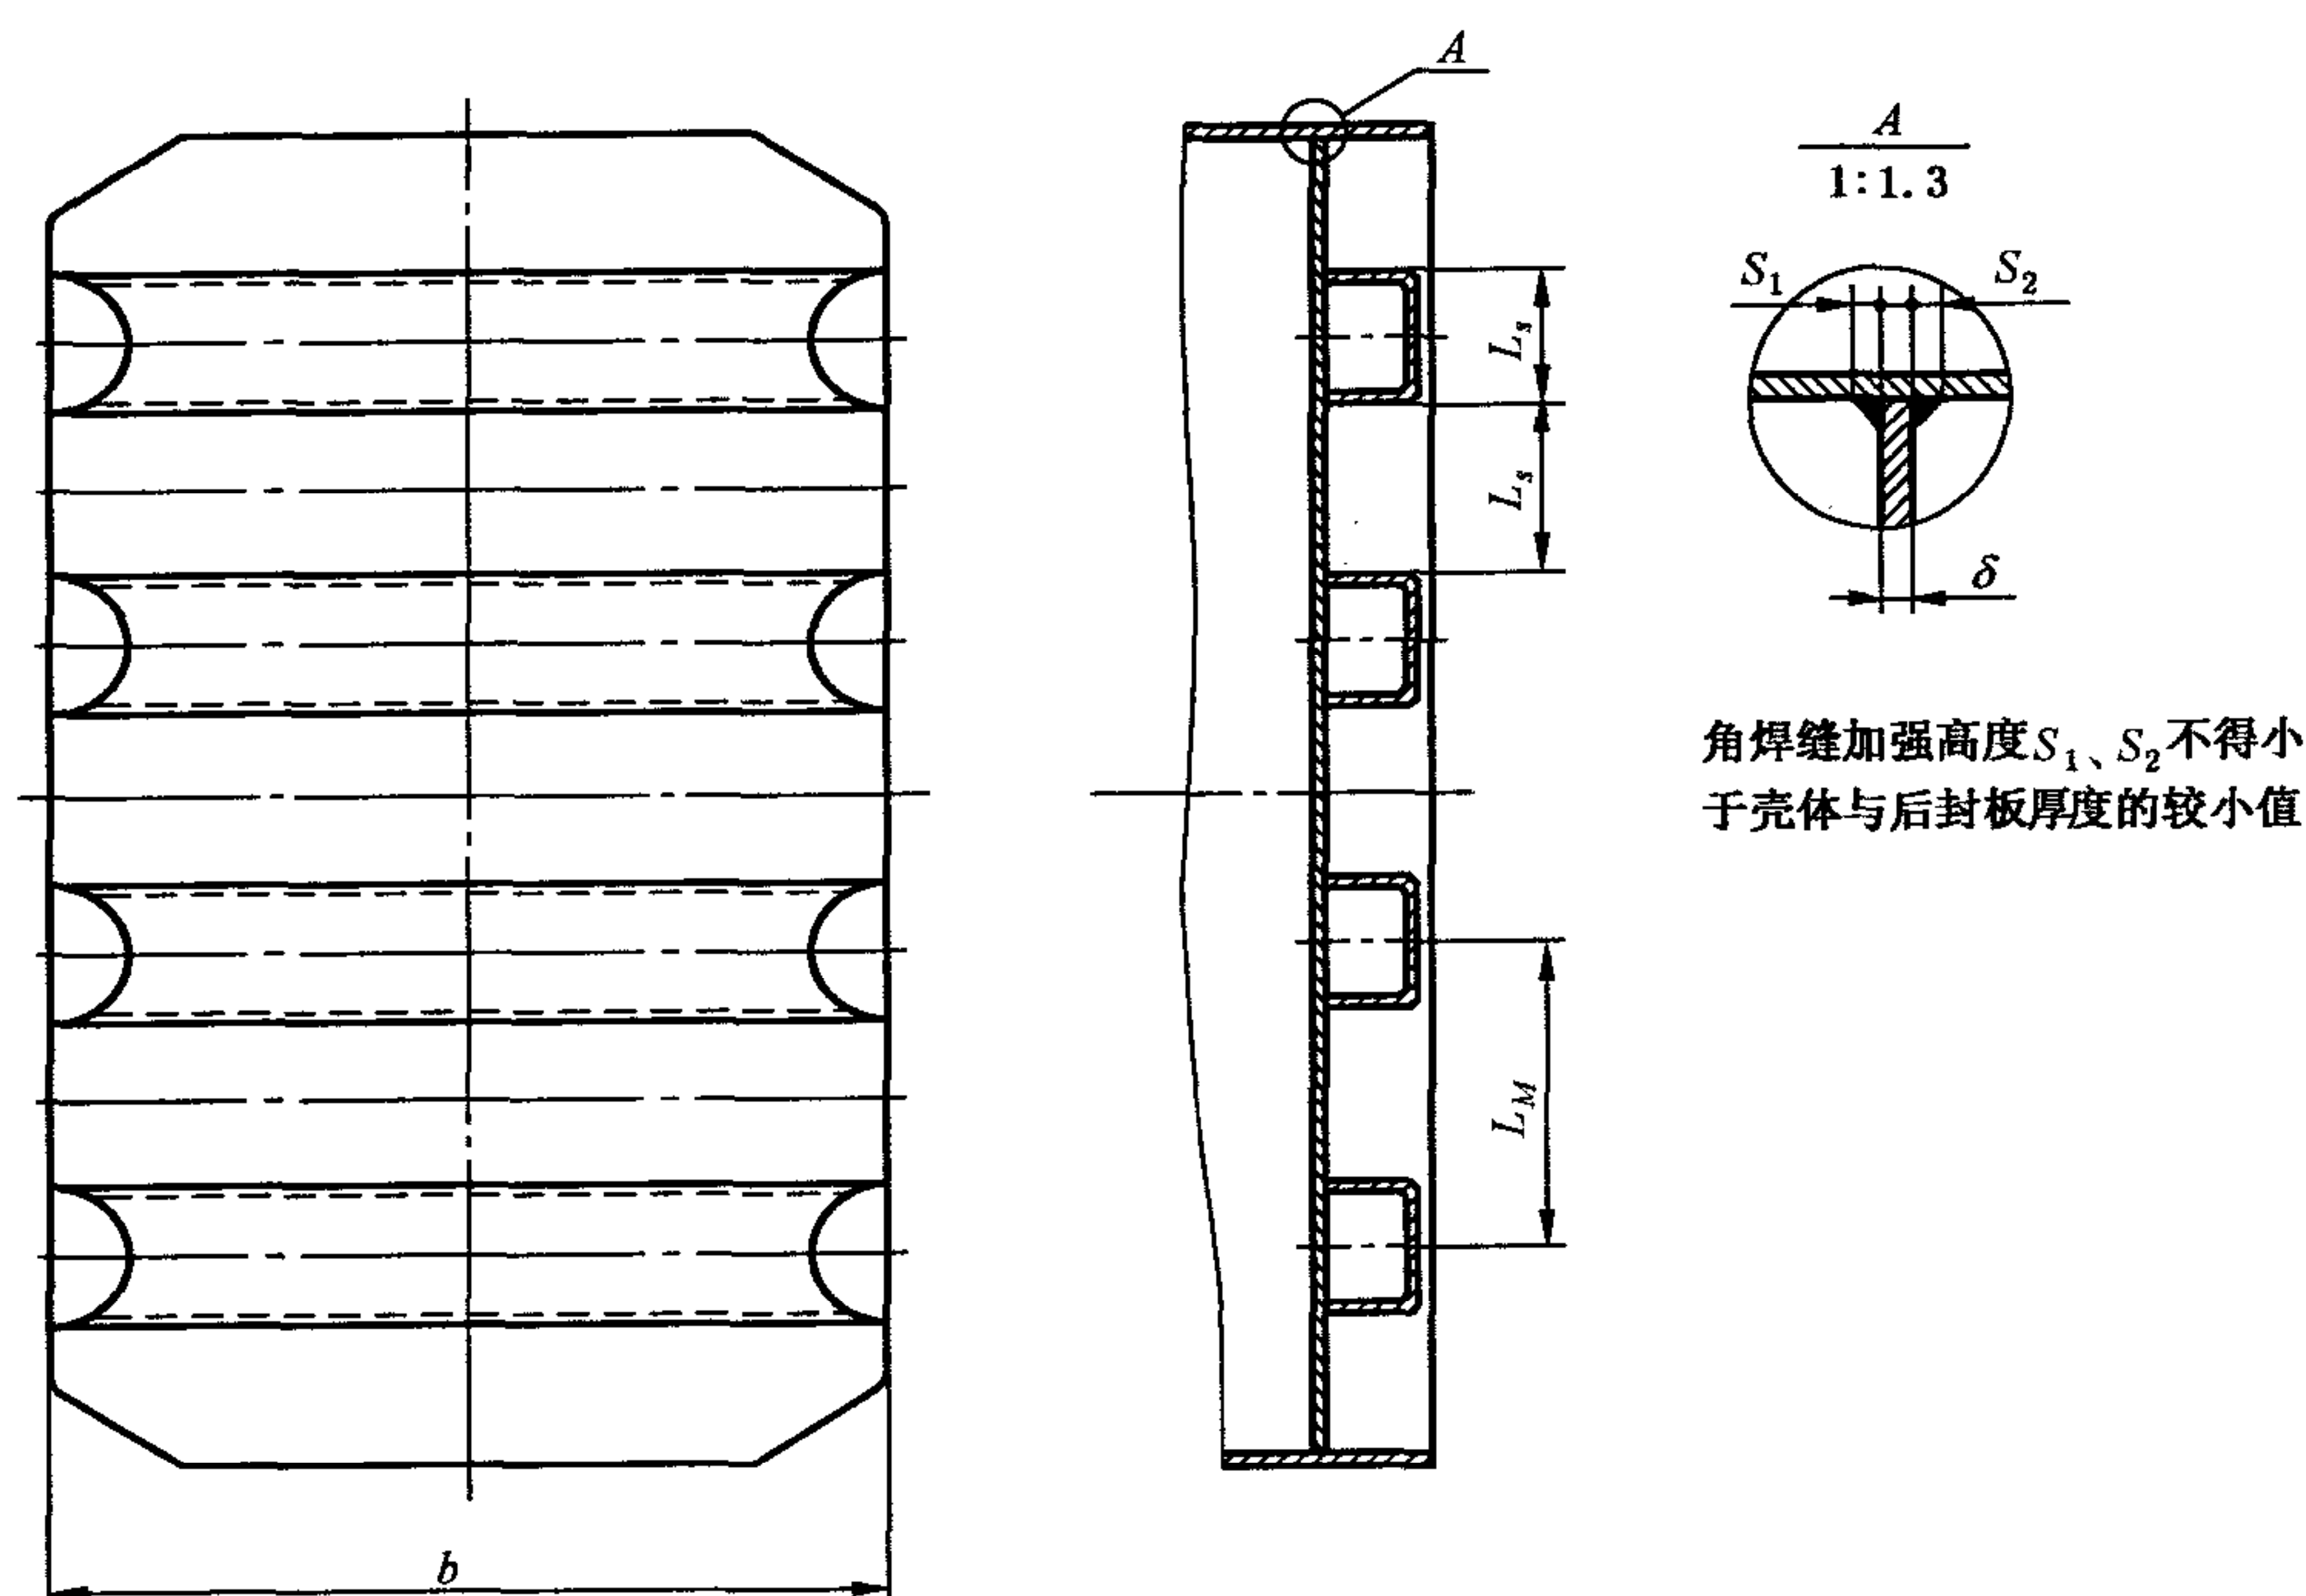 A
A
1:1.3
S₁
S₂
Lₛ
Lₛ
δ
角焊缝加强高度S₁、S₂不得小
于壳体与后封板厚度的较小值
L_M
b